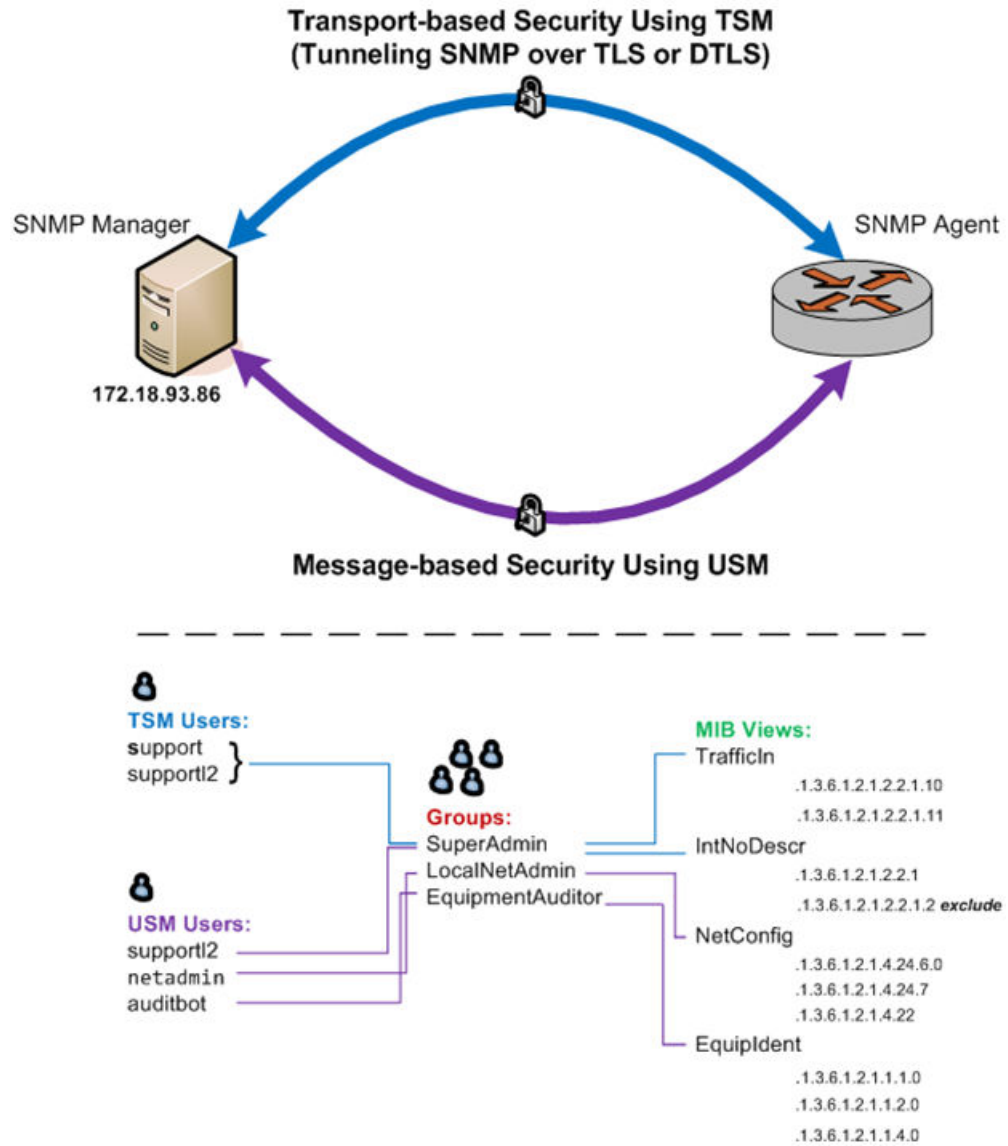 Transport-based Security Using TSM
(Tunneling SNMP over TLS or DTLS)
SNMP Manager
SNMP Agent
172.18.93.86
Message-based Security Using USM
TSM Users:
support
supportl2
}
Groups:
SuperAdmin
LocalNetAdmin
EquipmentAuditor
USM Users:
supportl2
netadmin
auditbot
MIB Views:
TrafficIn
.1.3.6.1.2.1.2.2.1.10
.1.3.6.1.2.1.2.2.1.11
IntNoDescr
.1.3.6.1.2.1.2.2.1
.1.3.6.1.2.1.2.2.1.2 exclude
NetConfig
.1.3.6.1.2.1.4.24.6.0
.1.3.6.1.2.1.4.24.7
.1.3.6.1.2.1.4.22
EquipIdent
.1.3.6.1.2.1.1.1.0
.1.3.6.1.2.1.1.2.0
.1.3.6.1.2.1.1.4.0